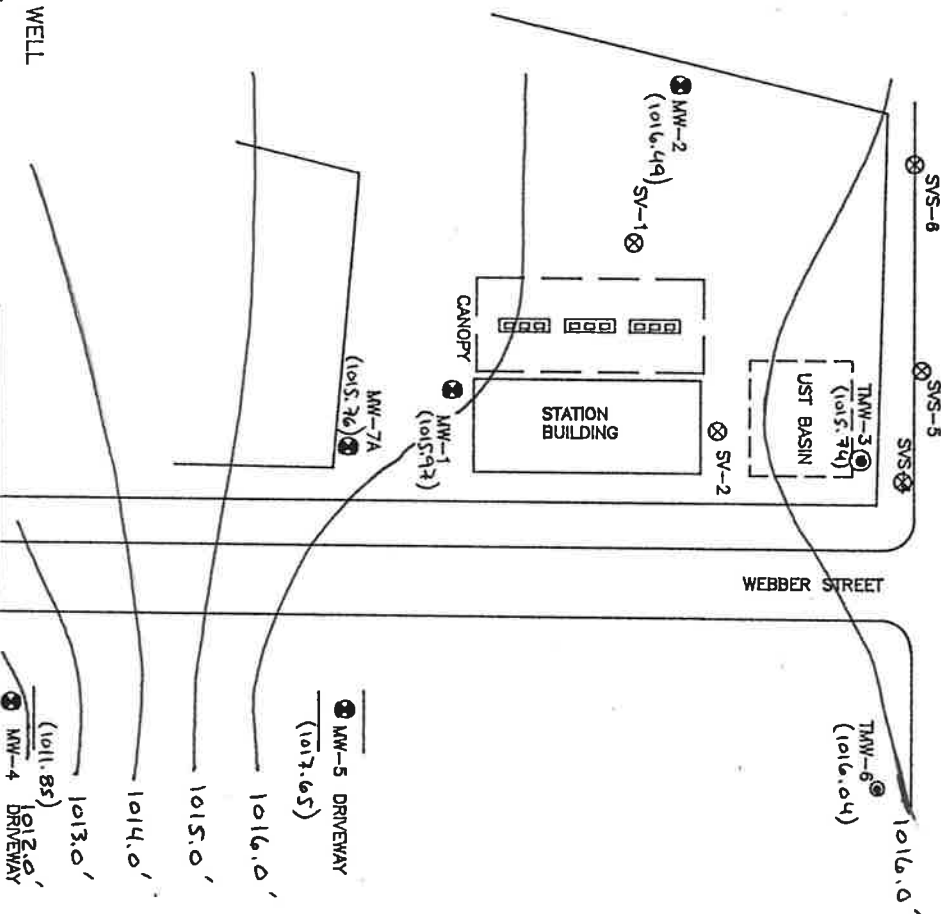 WELL
SVS-6
SVS-5
SVS
MW-2
(1016.49)
SV-1
CANOPY
STATION
BUILDING
UST BASIN
TMW-3
(1015.74)
SV-2
MW-1
(1015.97)
MW-7A
(1015.76)
WEBBER STREET
TMW-6
(1016.04)
1016.0'
MW-5 DRIVEWAY
(1017.65)
1016.0'
1015.0'
1014.0'
1013.0'
(1011.85)
1012.0'
MW-4 DRIVEWAY